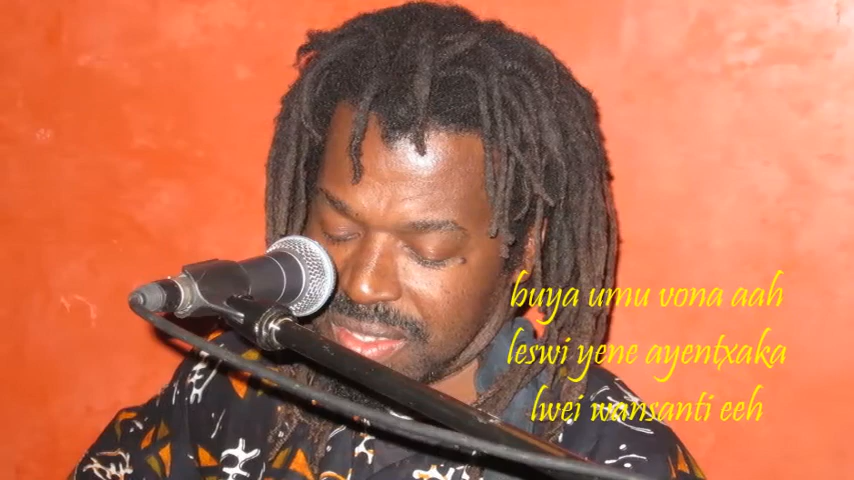 buya umu vona aah
leswi yene ayentxaka
lwei wansanti eeh